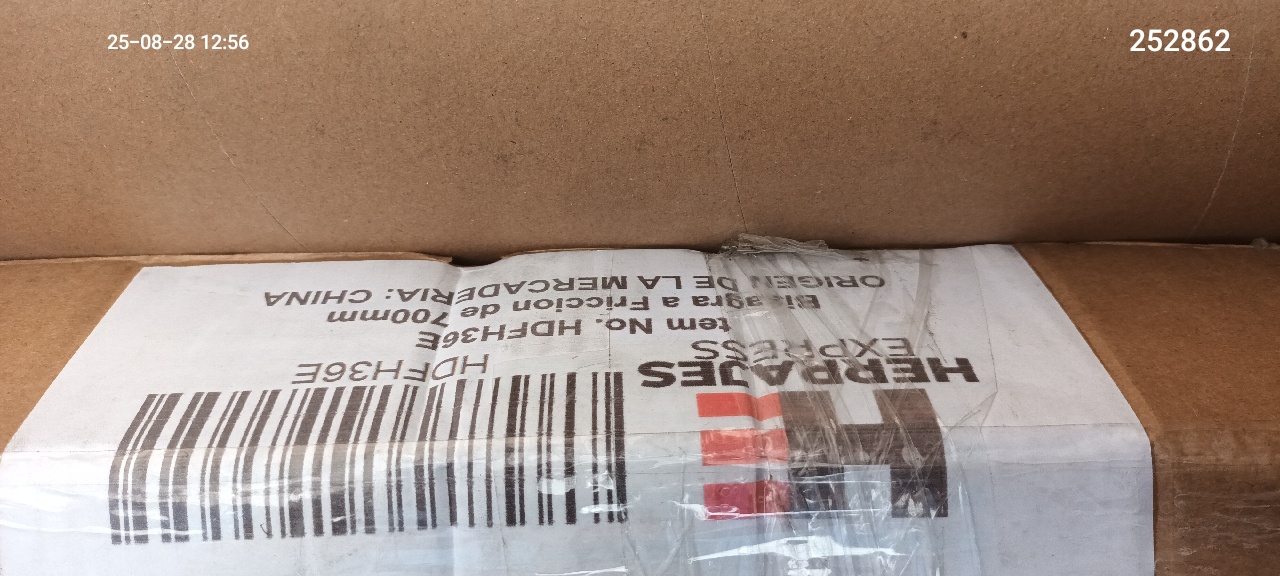 25-08-28 12:56
252862
HERRAJES
EXPRESS
HDFH36E
tem No. HDFH36E
Bisagra a Friccion de 700mm
ORIGEN DE LA MERCADERIA: CHINA